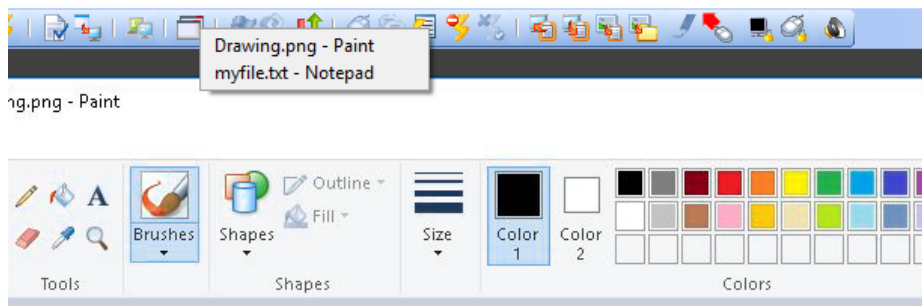 Drawing.png - Paint
myfile.txt - Notepad
ng.png - Paint
A
Outline
Fill
Brushes
Shapes
Size
Color
1
Color
2
Tools
Shapes
Colors